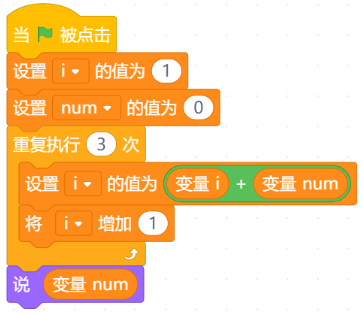 当 被点击
设置 i 的值为 1
设置 num 的值为 0
重复执行 3 次
设置 i 的值为 变量 i + 变量 num
将 i 增加 1
说 变量 num